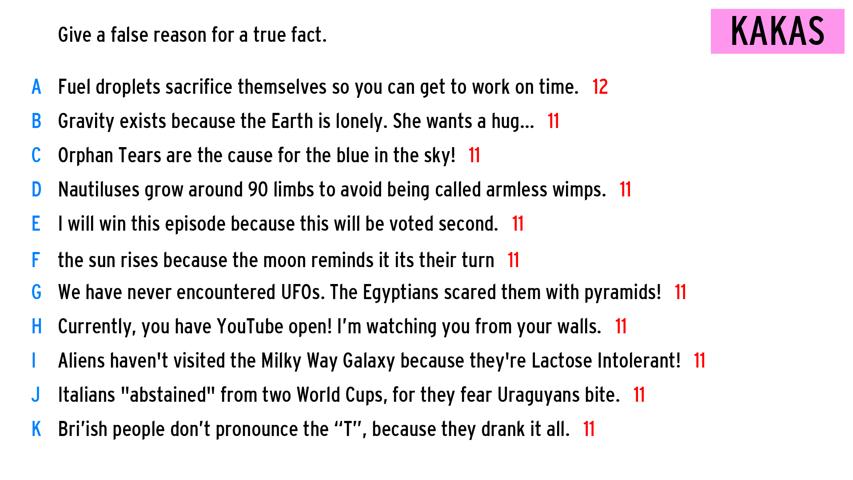 Give a false reason for a true fact.
KAKAS
A Fuel droplets sacrifice themselves so you can get to work on time. 12
B Gravity exists because the Earth is lonely. She wants a hug... 11
C Orphan Tears are the cause for the blue in the sky! 11
D Nautiluses grow around 90 limbs to avoid being called armless wimps. 11
E I will win this episode because this will be voted second. 11
F the sun rises because the moon reminds it its their turn 11
G We have never encountered UFOs. The Egyptians scared them with pyramids! 11
H Currently, you have YouTube open! I’m watching you from your walls. 11
I Aliens haven't visited the Milky Way Galaxy because they're Lactose Intolerant! 11
J Italians "abstained" from two World Cups, for they fear Uraguyans bite. 11
K Bri’ish people don’t pronounce the “T”, because they drank it all. 11